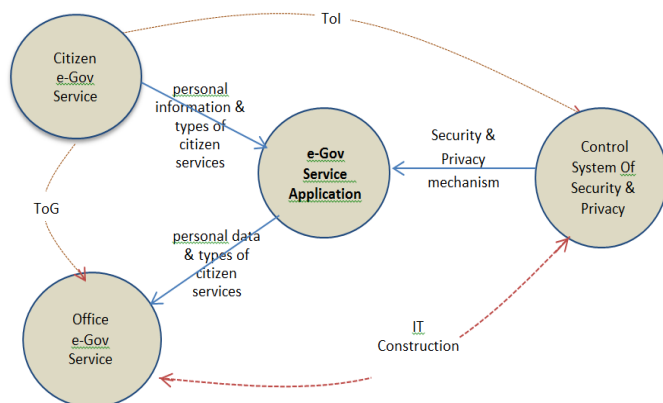 ToI
Citizen
e-Gov
Service
personal
information &
types of
citizen
services
e-Gov
Service
Application
Security &
Privacy
mechanism
Control
System Of
Security &
Privacy
ToG
personal data
& types of
citizen
services
Office
e-Gov
Service
IT
Construction